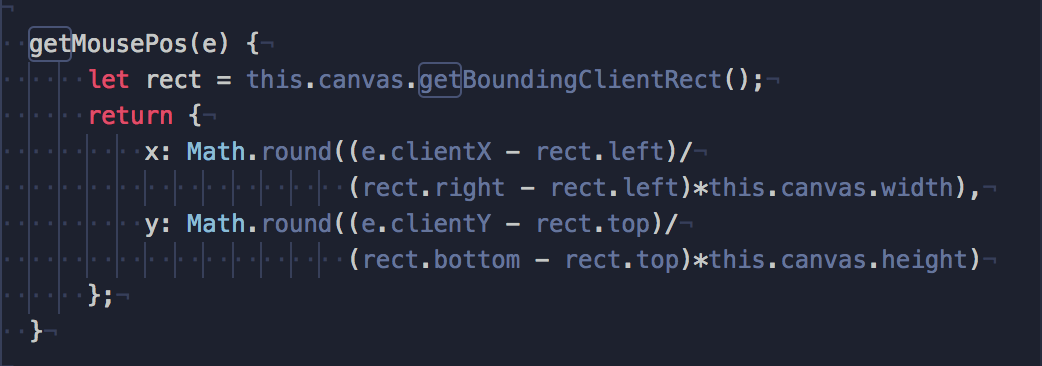 getMousePos(e) {
let rect = this.canvas.getBoundingClientRect();
return {
x: Math.round((e.clientX - rect.left)/
(rect.right - rect.left)*this.canvas.width),
y: Math.round((e.clientY - rect.top)/
(rect.bottom - rect.top)*this.canvas.height)
};
}